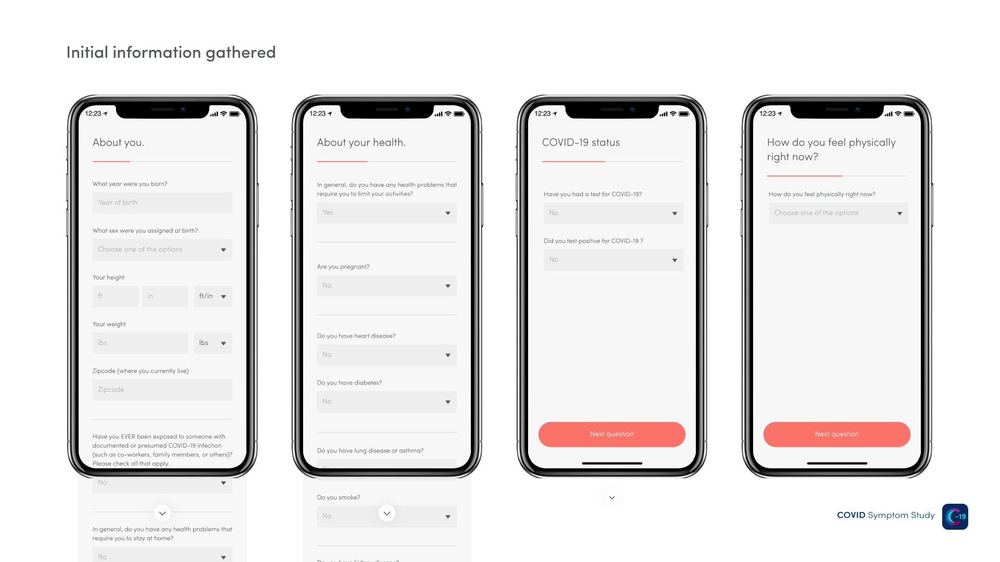 Initial information gathered
12:23
About you.
What year were you born?
Year of birth
What sex were you assigned at birth?
Choose one of the options
Your height
ft in ft/in
Your weight
lbs lbs
Zipcode (where you currently live)
Zipcode
Have you EVER been exposed to someone with
documented or presumed COVID-19 infection
(such as co-workers, family members, or others)?
Please check all that apply.
No
In general, do you have any health problems that
require you to stay at home?
No
12:23
About your health.
In general, do you have any health problems that
require you to limit your activities?
Yes
Are you pregnant?
No
Do you have heart disease?
No
Do you have diabetes?
No
Do you have lung disease or asthma?
Do you smoke?
No
Do you have kidney disease?
12:23
COVID-19 status
Have you had a test for COVID-19?
No
Did you test positive for COVID-19 ?
No
Next question
12:23
How do you feel physically
right now?
How do you feel physically right now?
Choose one of the options
Next question
COVID Symptom Study
C-19